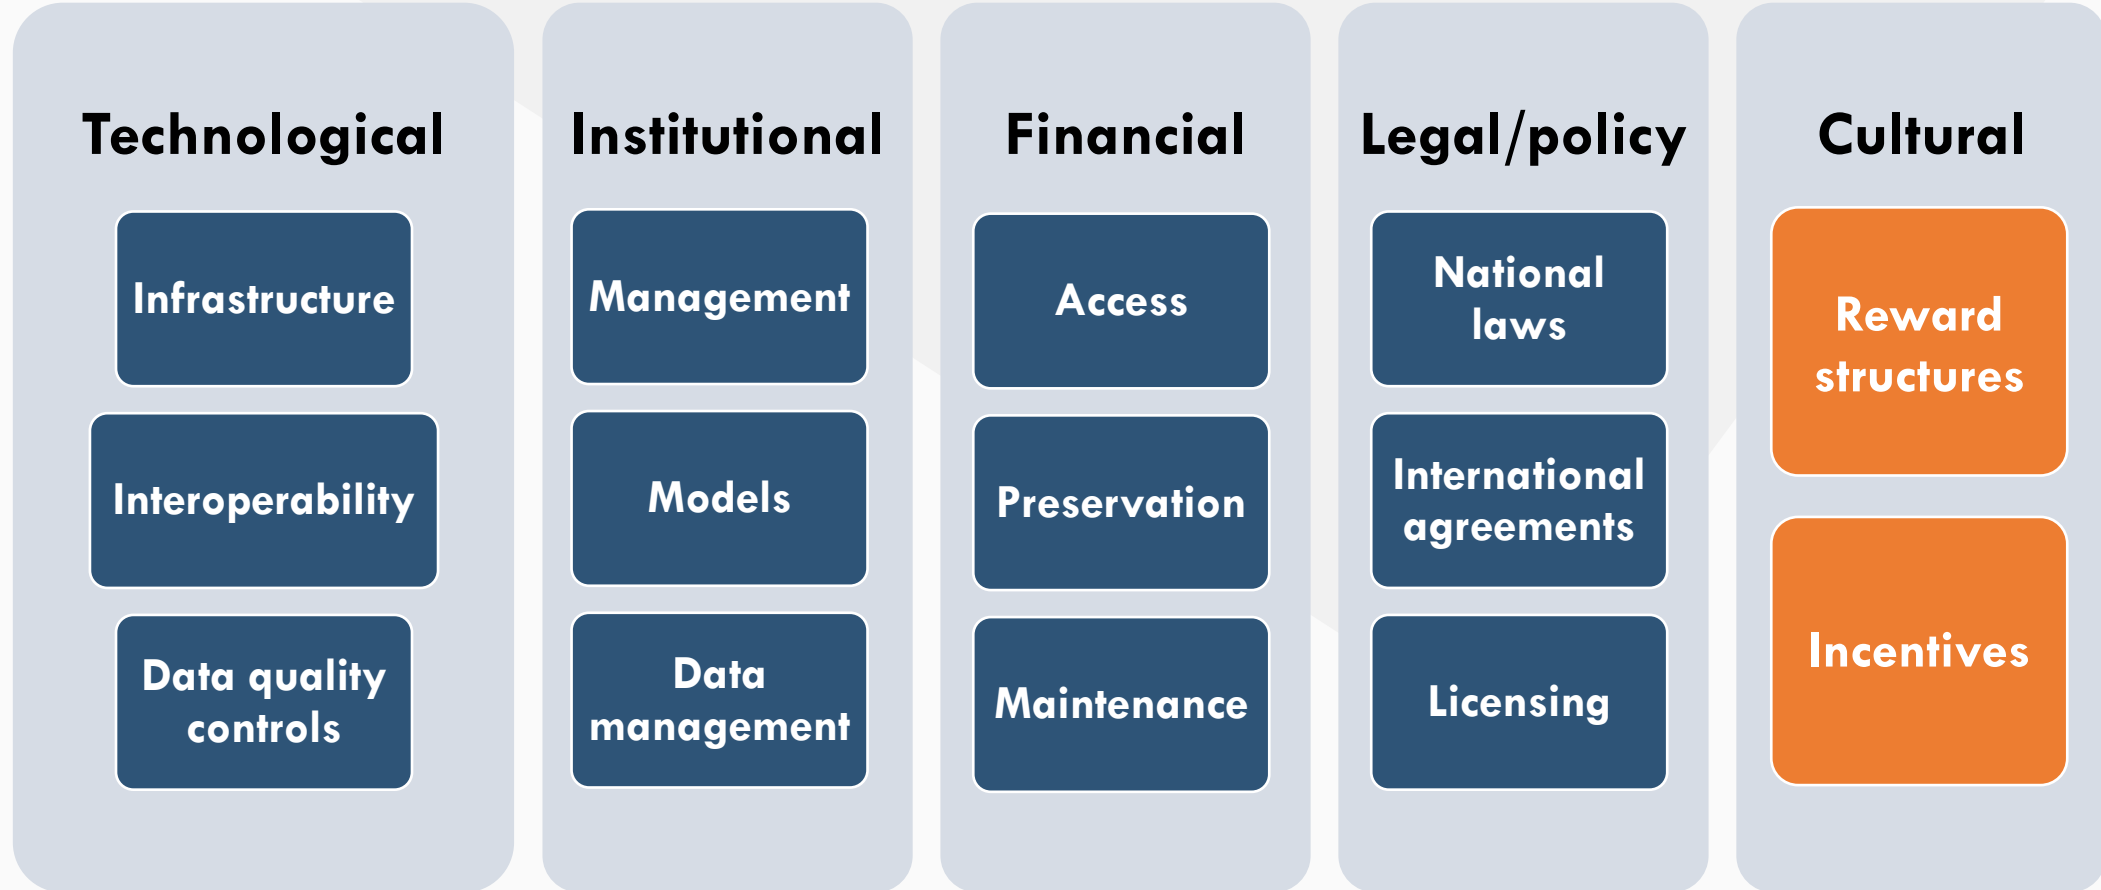 Technological
Infrastructure
Interoperability
Data quality
controls
Institutional
Management
Models
Data
management
Financial
Access
Preservation
Maintenance
Legal/policy
National
laws
International
agreements
Licensing
Cultural
Reward
structures
Incentives